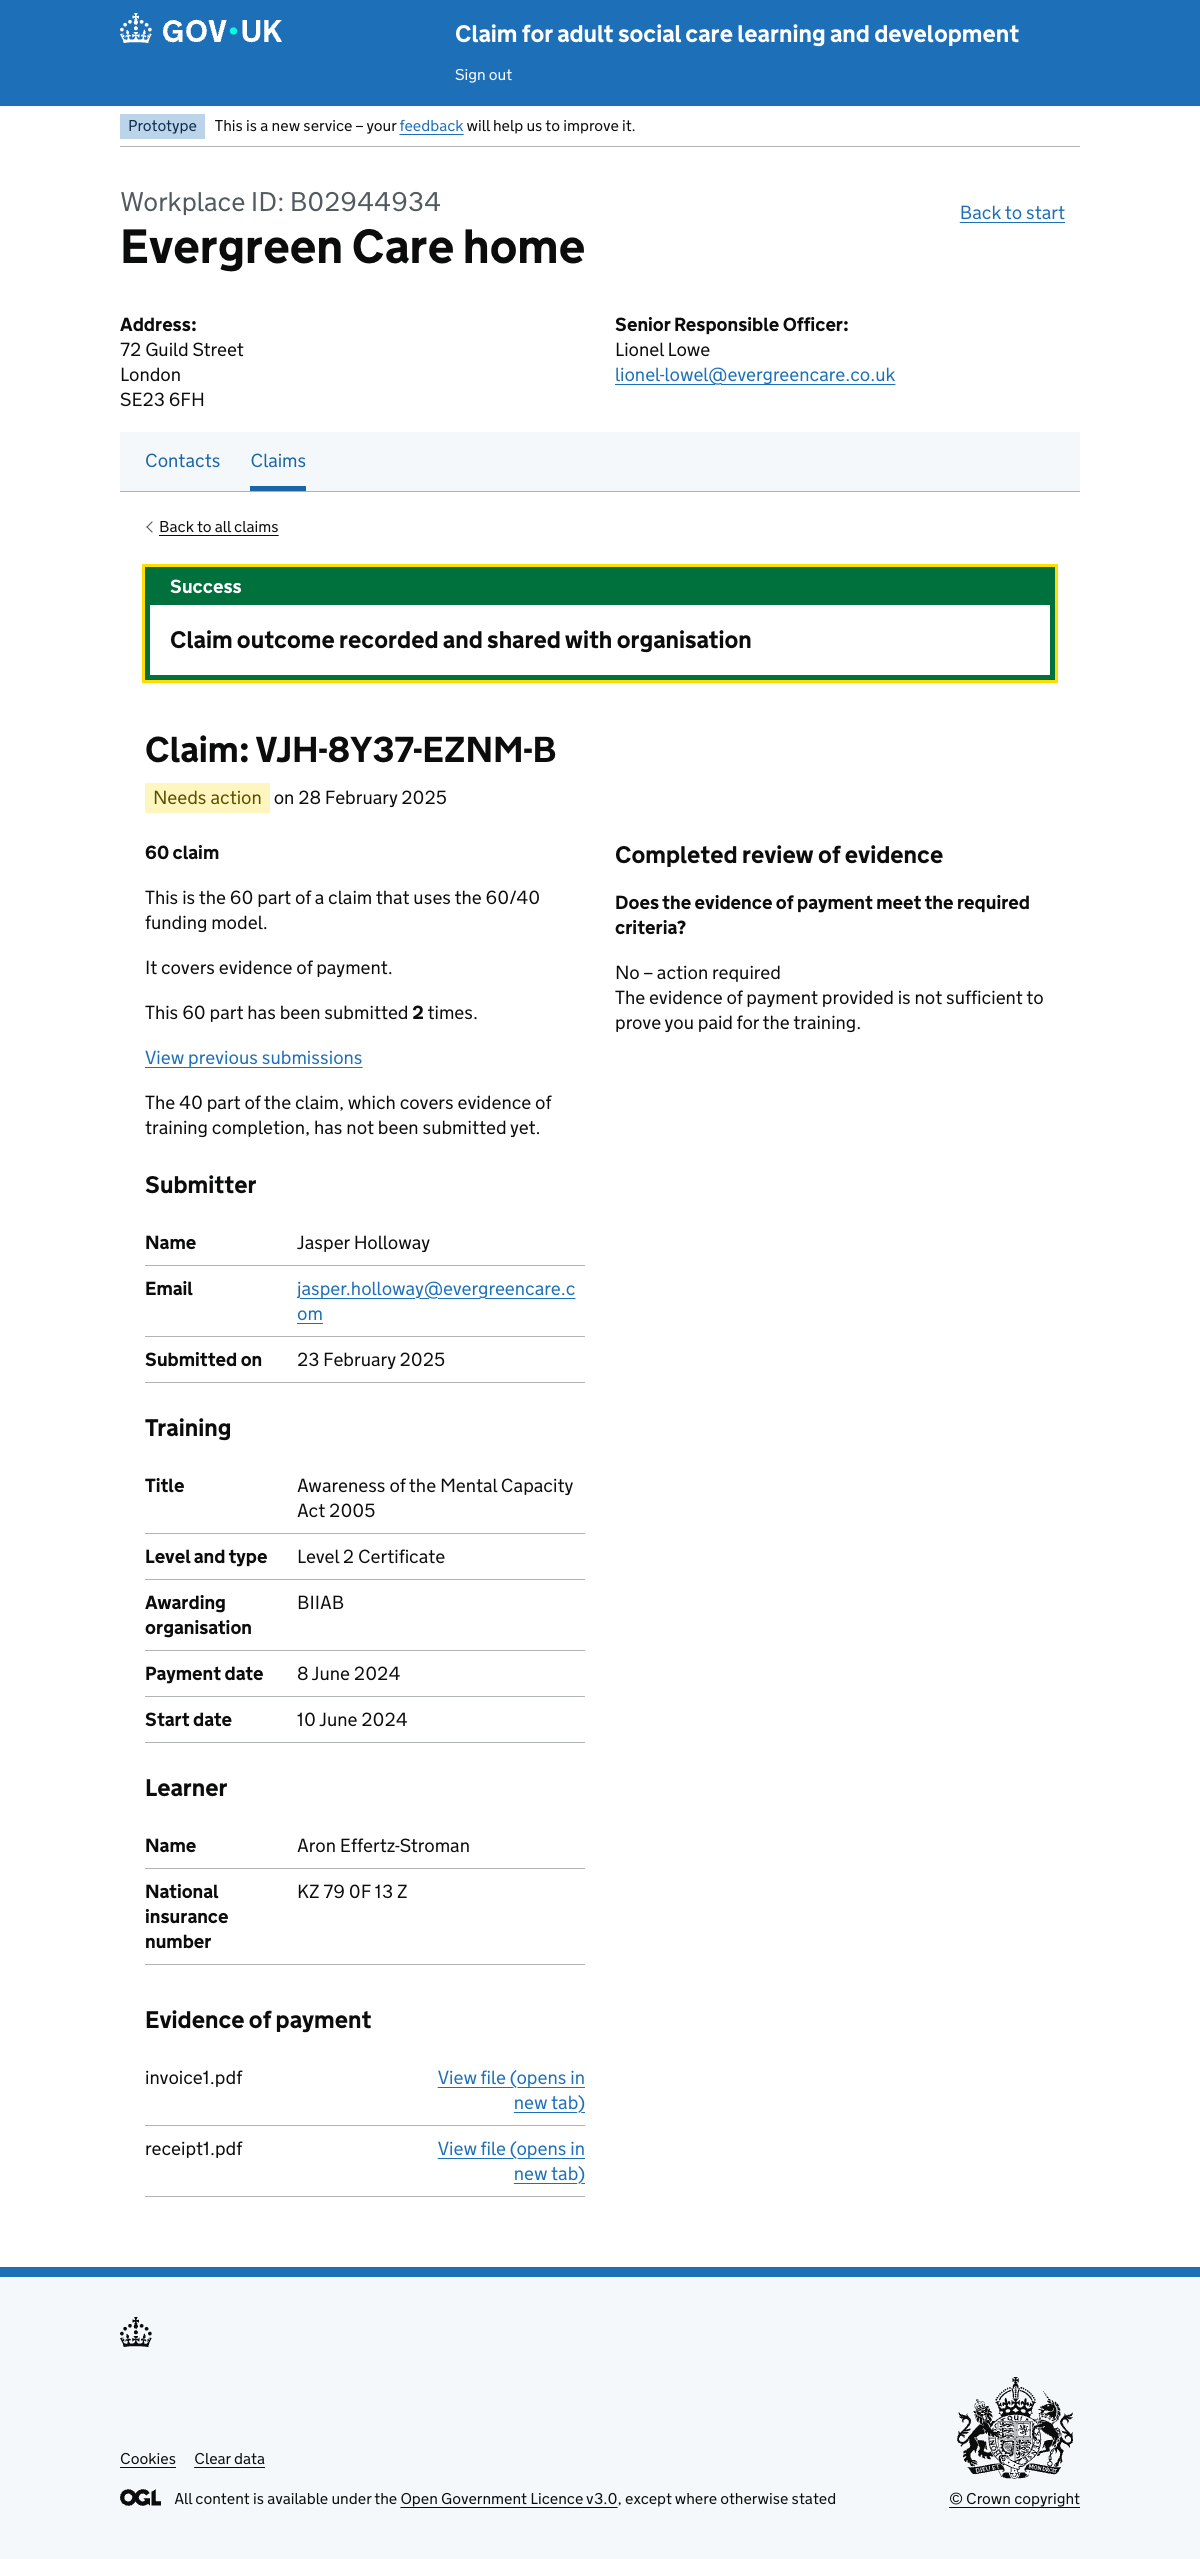 GOV·UK
Claim for adult social care learning and development
Sign out
Prototype This is a new service – your feedback will help us to improve it.
Workplace ID: B02944934
Back to start
Evergreen Care home
Address:
72 Guild Street
London
SE23 6FH
Senior Responsible Officer:
Lionel Lowe
lionel-lowel@evergreencare.co.uk
Contacts Claims
Back to all claims
Success
Claim outcome recorded and shared with organisation
Claim: VJH-8Y37-EZNM-B
Needs action on 28 February 2025
60 claim
This is the 60 part of a claim that uses the 60/40
funding model.
It covers evidence of payment.
This 60 part has been submitted 2 times.
View previous submissions
The 40 part of the claim, which covers evidence of
training completion, has not been submitted yet.
Completed review of evidence
Does the evidence of payment meet the required
criteria?
No – action required
The evidence of payment provided is not sufficient to
prove you paid for the training.
Submitter
Name Jasper Holloway
Email jasper.holloway@evergreencare.c
om
Submitted on 23 February 2025
Training
Title Awareness of the Mental Capacity
Act 2005
Level and type Level 2 Certificate
Awarding BIIAB
organisation
Payment date 8 June 2024
Start date 10 June 2024
Learner
Name Aron Effertz-Stroman
National KZ 79 0F 13 Z
insurance
number
Evidence of payment
invoice1.pdf View file (opens in
new tab)
receipt1.pdf View file (opens in
new tab)
Cookies Clear data
OGL All content is available under the Open Government Licence v3.0, except where otherwise stated
© Crown copyright